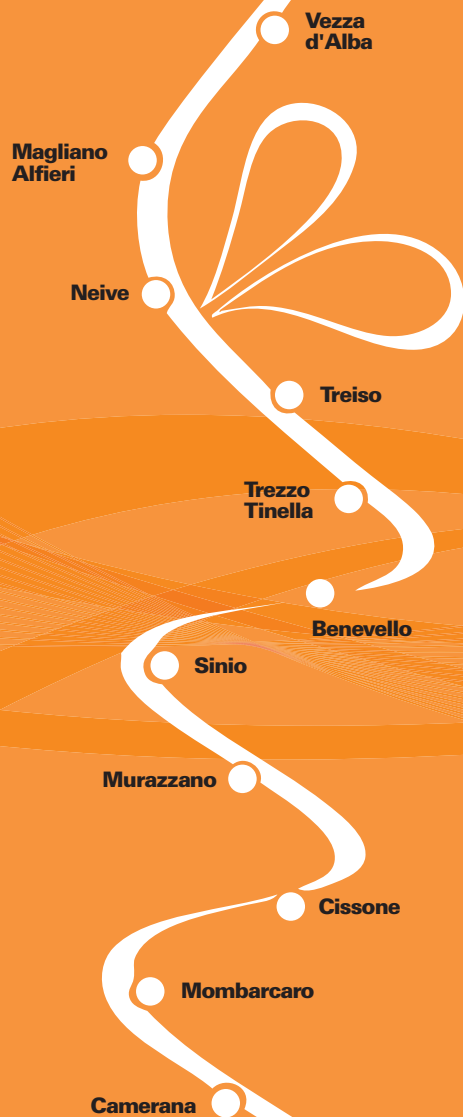 Vezza
d'Alba
Magliano
Alfieri
Neive
Treiso
Trezzo
Tinella
Benevello
Sinio
Murazzano
Cissone
Mombarcaro
Camerana